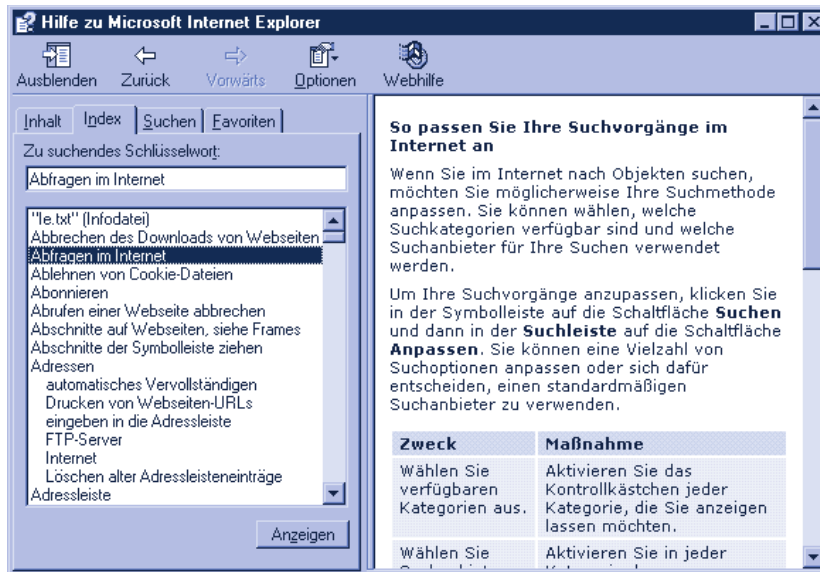 Hilfe zu Microsoft Internet Explorer
Ausblenden Zurück Vorwärts Optionen Webhilfe
Inhalt Index Suchen Favoriten
Zu suchendes Schlüsselwort:
Abfragen im Internet
"Ie.txt" (Infodatei)
Abbrechen des Downloads von Webseiten
Abfragen im Internet
Ablehnen von Cookie-Dateien
Abonnieren
Abrufen einer Webseite abbrechen
Abschnitte auf Webseiten, siehe Frames
Abschnitte der Symbolleiste ziehen
Adressen
automatisches Vervollständigen
Drucken von Webseiten-URLs
eingeben in die Adressleiste
FTP-Server
Internet
Löschen alter Adressleisteneinträge
Adressleiste
Anzeigen
So passen Sie Ihre Suchvorgänge im
Internet an
Wenn Sie im Internet nach Objekten suchen,
möchten Sie möglicherweise Ihre Suchmethode
anpassen. Sie können wählen, welche
Suchkategorien verfügbar sind und welche
Suchanbieter für Ihre Suchen verwendet
werden.
Um Ihre Suchvorgänge anzupassen, klicken Sie
in der Symbolleiste auf die Schaltfläche Suchen
und dann in der Suchleiste auf die Schaltfläche
Anpassen. Sie können eine Vielzahl von
Suchoptionen anpassen oder sich dafür
entscheiden, einen standardmäßigen
Suchanbieter zu verwenden.
Zweck Maßnahme
Wählen Sie Aktivieren Sie das
verfügbaren Kontrollkästchen jeder
Kategorien aus. Kategorie, die Sie anzeigen
lassen möchten.
Wählen Sie Aktivieren Sie in jeder